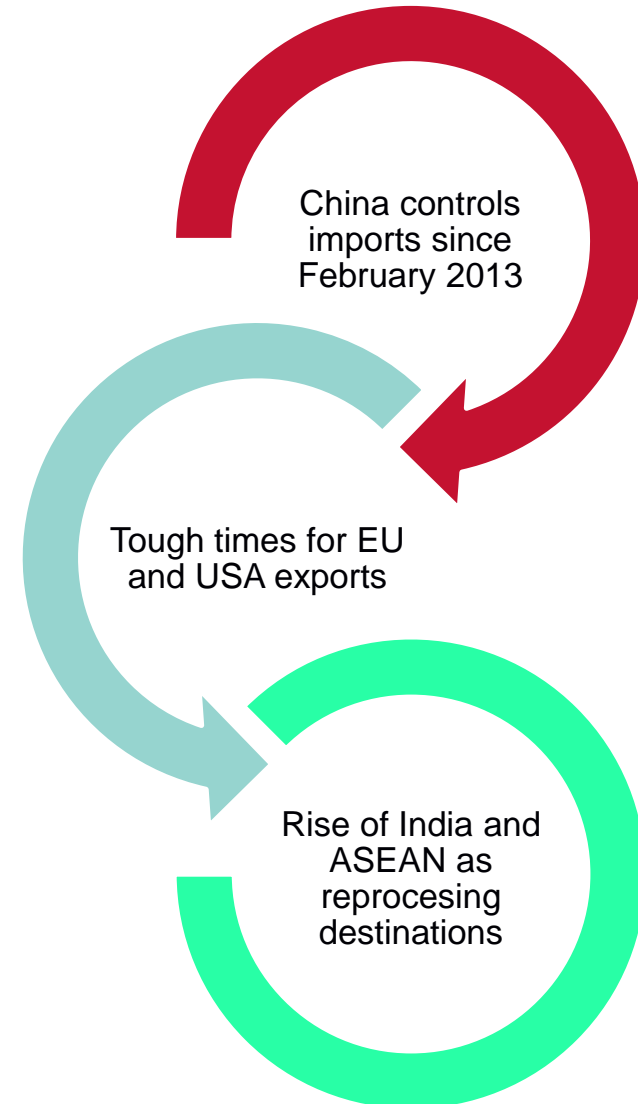 China controls
imports since
February 2013
Tough times for EU
and USA exports
Rise of India and
ASEAN as
reprocesing
destinations